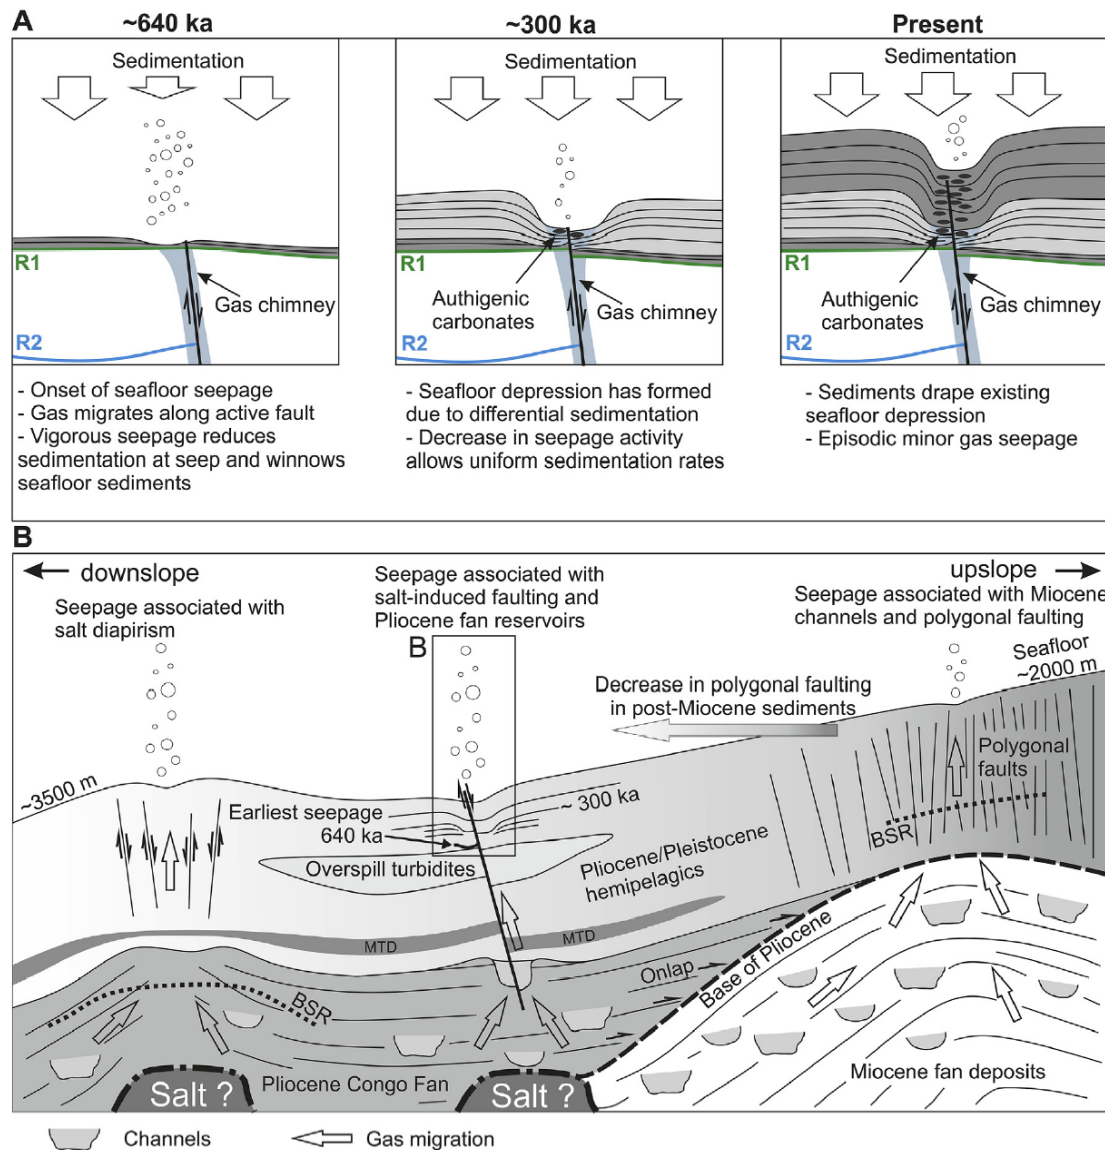 A
~640 ka
~300 ka
Present
Sedimentation
Sedimentation
Sedimentation
R1
Gas chimney
R2
R1
Authigenic
carbonates
Gas chimney
R2
R1
Authigenic
carbonates
Gas chimney
R2
- Onset of seafloor seepage
- Gas migrates along active fault
- Vigorous seepage reduces
sedimentation at seep and winnows
seafloor sediments
- Seafloor depression has formed
due to differential sedimentation
- Decrease in seepage activity
allows uniform sedimentation rates
- Sediments drape existing
seafloor depression
- Episodic minor gas seepage
B
downslope
upslope
Seepage associated with
salt diapirism
Seepage associated with
salt-induced faulting and
Pliocene fan reservoirs
Seepage associated with Miocene
channels and polygonal faulting
B
Seafloor
~2000 m
Decrease in polygonal faulting
in post-Miocene sediments
Polygonal
faults
~3500 m
Earliest seepage
640 ka
~ 300 ka
BSR
Overspill turbidites
Pliocene/Pleistocene
hemipelagics
MTD
MTD
Onlap
Base of Pliocene
BSR
Salt ?
Pliocene Congo Fan
Salt ?
Miocene fan deposits
Channels
Gas migration